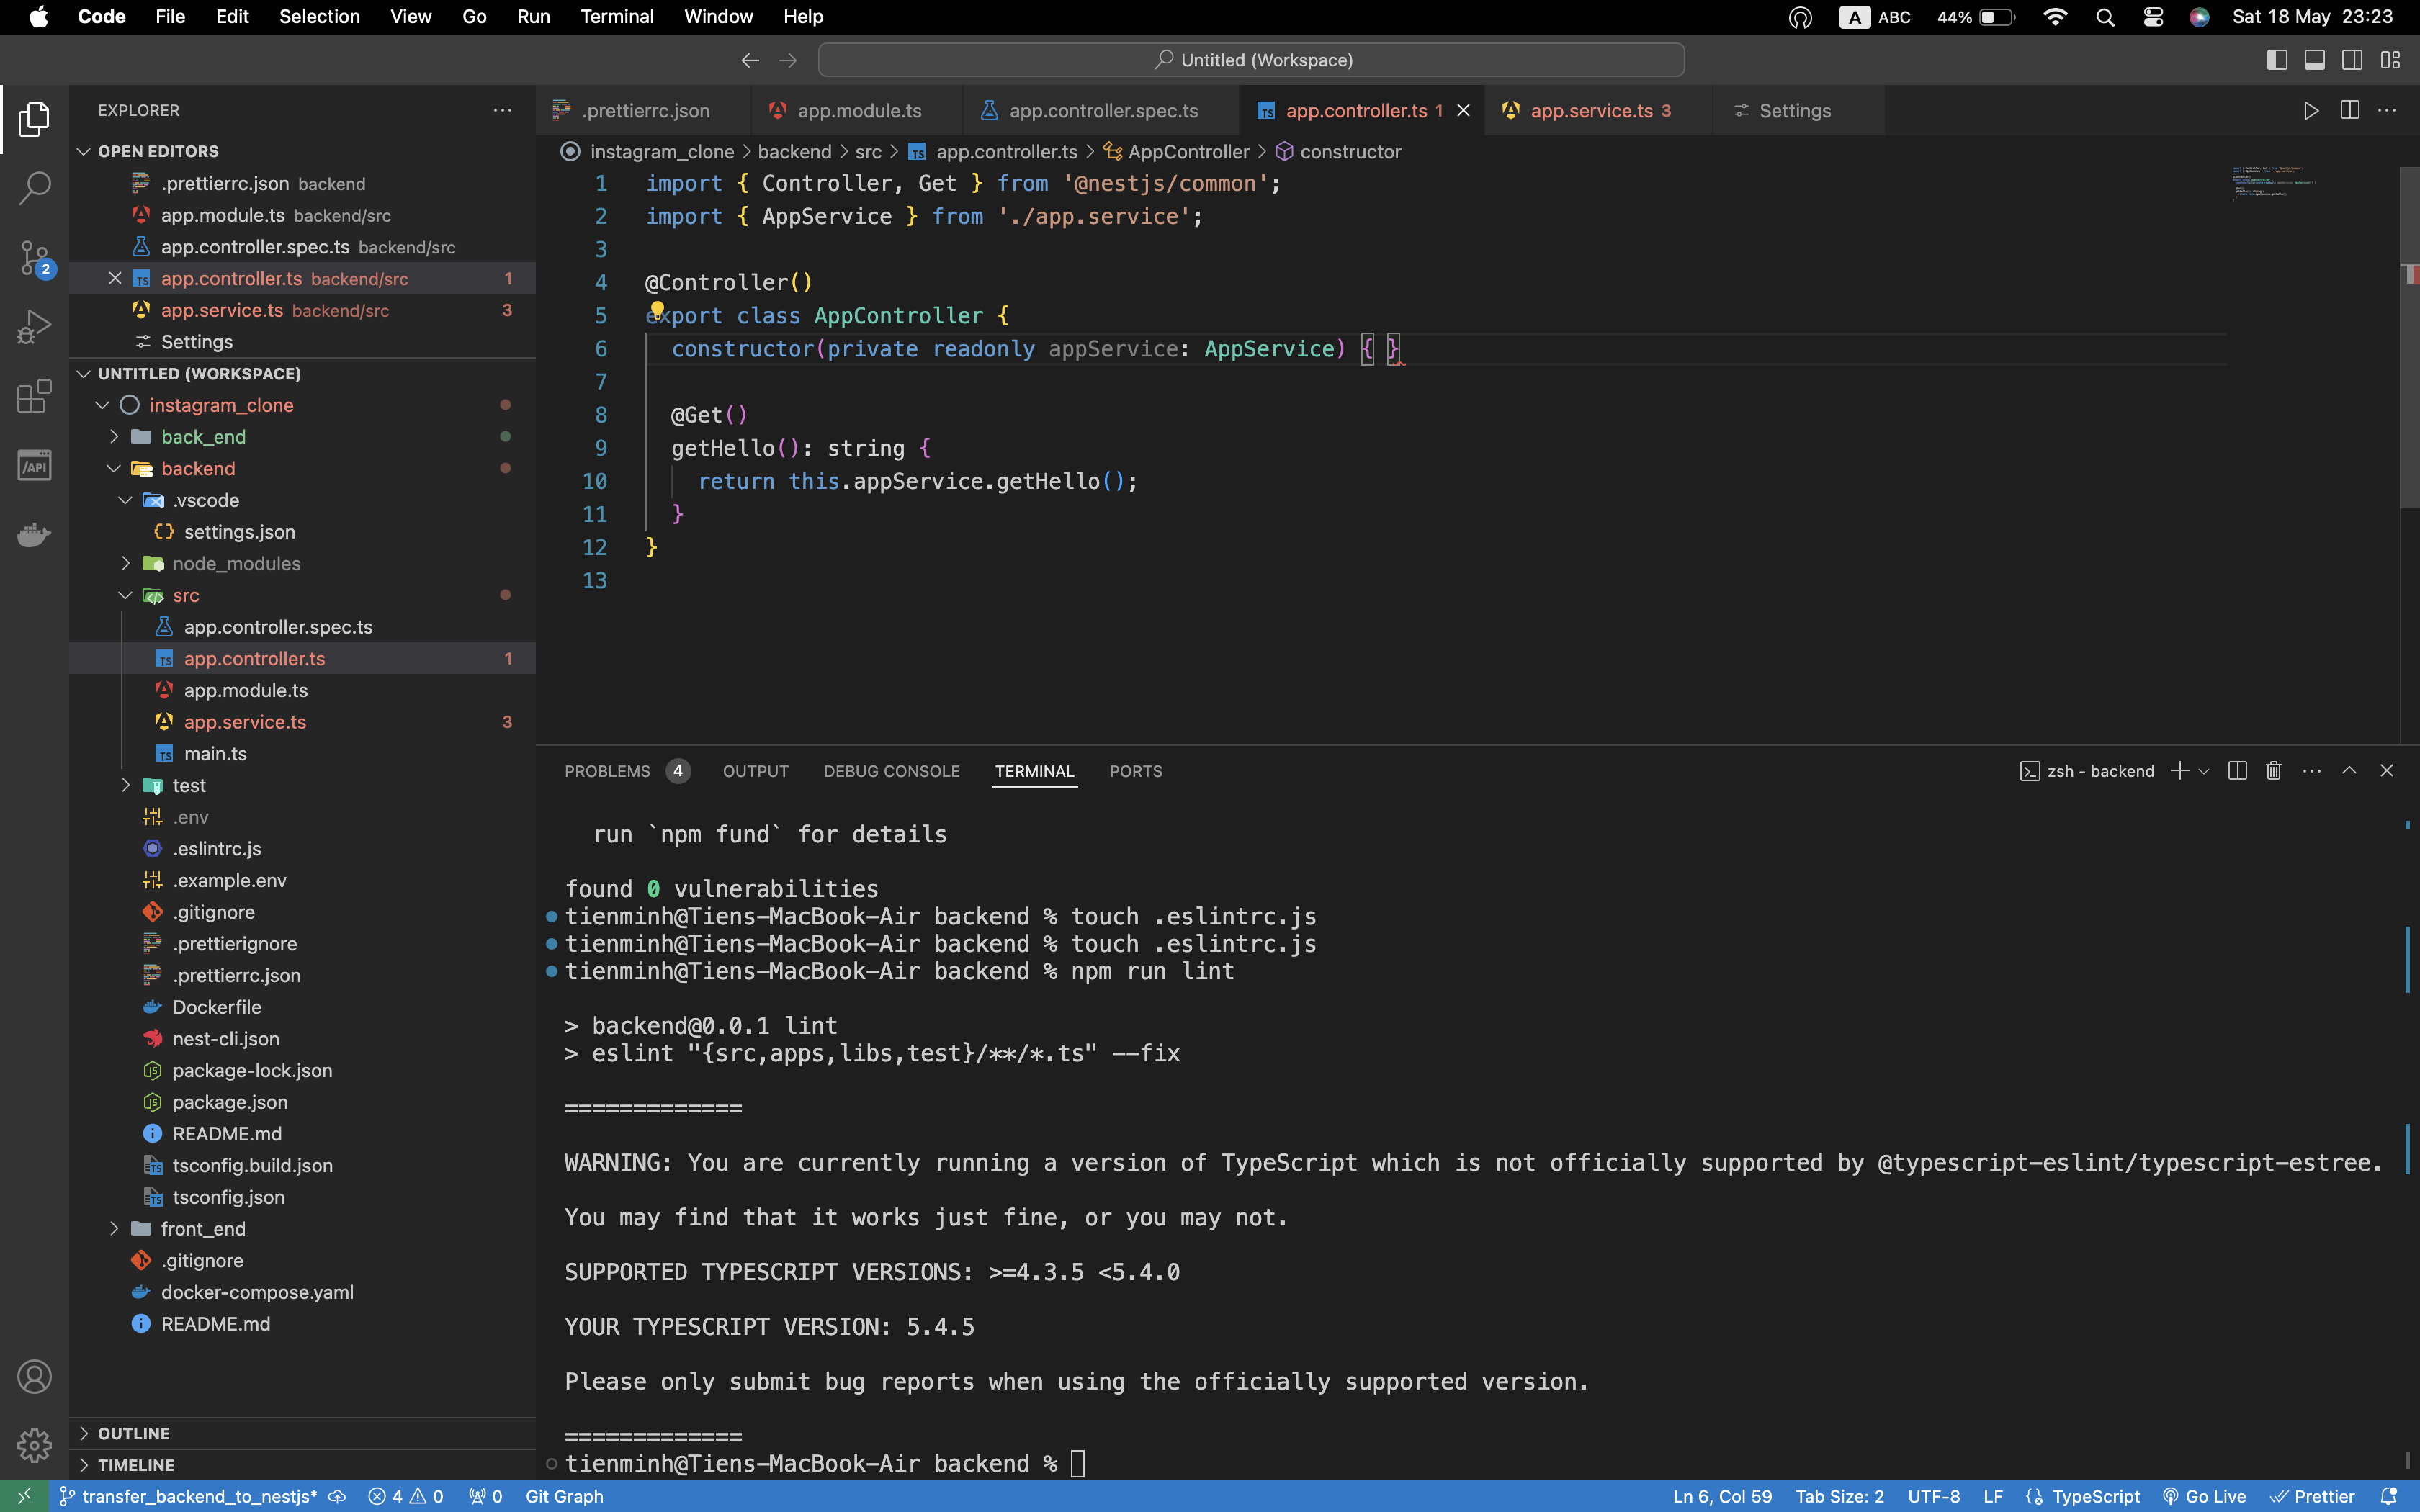 Code File Edit Selection View Go Run Terminal Window Help
A ABC 44% Sat 18 May 23:23
Untitled (Workspace)
EXPLORER
OPEN EDITORS
.prettierrc.json backend
app.module.ts backend/src
app.controller.spec.ts backend/src
app.controller.ts backend/src 1
app.service.ts backend/src 3
Settings
UNTITLED (WORKSPACE)
instagram_clone
back_end
backend
.vscode
settings.json
node_modules
src
app.controller.spec.ts
app.controller.ts 1
app.module.ts
app.service.ts 3
main.ts
test
.env
.eslintrc.js
.example.env
.gitignore
.prettierignore
.prettierrc.json
Dockerfile
nest-cli.json
package-lock.json
package.json
README.md
tsconfig.build.json
tsconfig.json
front_end
.gitignore
docker-compose.yaml
README.md
OUTLINE
TIMELINE
2
/API
.prettierrc.json app.module.ts app.controller.spec.ts app.controller.ts 1 app.service.ts 3 Settings
instagram_clone > backend > src > TS app.controller.ts > AppController > constructor
1 import { Controller, Get } from '@nestjs/common';
2 import { AppService } from './app.service';
3
4 @Controller()
5 export class AppController {
6 constructor(private readonly appService: AppService) { }
7
8 @Get()
9 getHello(): string {
10 return this.appService.getHello();
11 }
12 }
13
PROBLEMS 4 OUTPUT DEBUG CONSOLE TERMINAL PORTS
zsh - backend
run `npm fund` for details
found 0 vulnerabilities
tienminh@Tiens-MacBook-Air backend % touch .eslintrc.js
tienminh@Tiens-MacBook-Air backend % touch .eslintrc.js
tienminh@Tiens-MacBook-Air backend % npm run lint
> backend@0.0.1 lint
> eslint "{src,apps,libs,test}/**/*.ts" --fix
=============
WARNING: You are currently running a version of TypeScript which is not officially supported by @typescript-eslint/typescript-estree.
You may find that it works just fine, or you may not.
SUPPORTED TYPESCRIPT VERSIONS: >=4.3.5 <5.4.0
YOUR TYPESCRIPT VERSION: 5.4.5
Please only submit bug reports when using the officially supported version.
=============
tienminh@Tiens-MacBook-Air backend %
transfer_backend_to_nestjs* 4 0 0 Git Graph
Ln 6, Col 59 Tab Size: 2 UTF-8 LF TypeScript Go Live Prettier